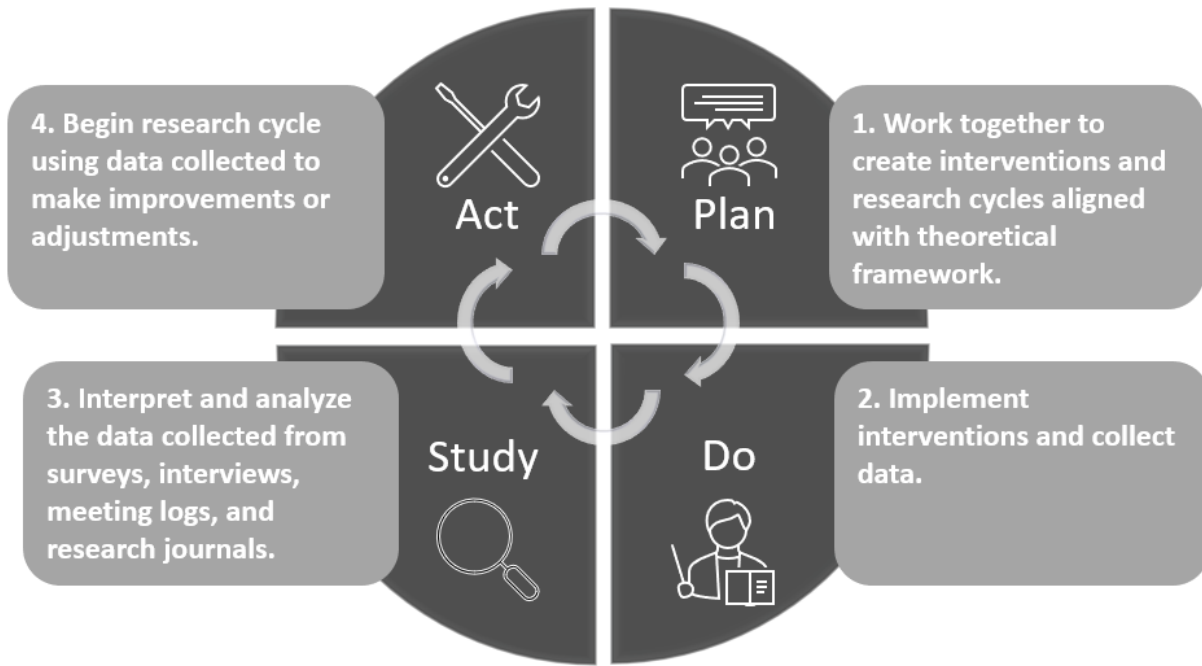 Act
Plan
Study
Do
1. Work together to
create interventions and
research cycles aligned
with theoretical
framework.
2. Implement
interventions and collect
data.
3. Interpret and analyze
the data collected from
surveys, interviews,
meeting logs, and
research journals.
4. Begin research cycle
using data collected to
make improvements or
adjustments.